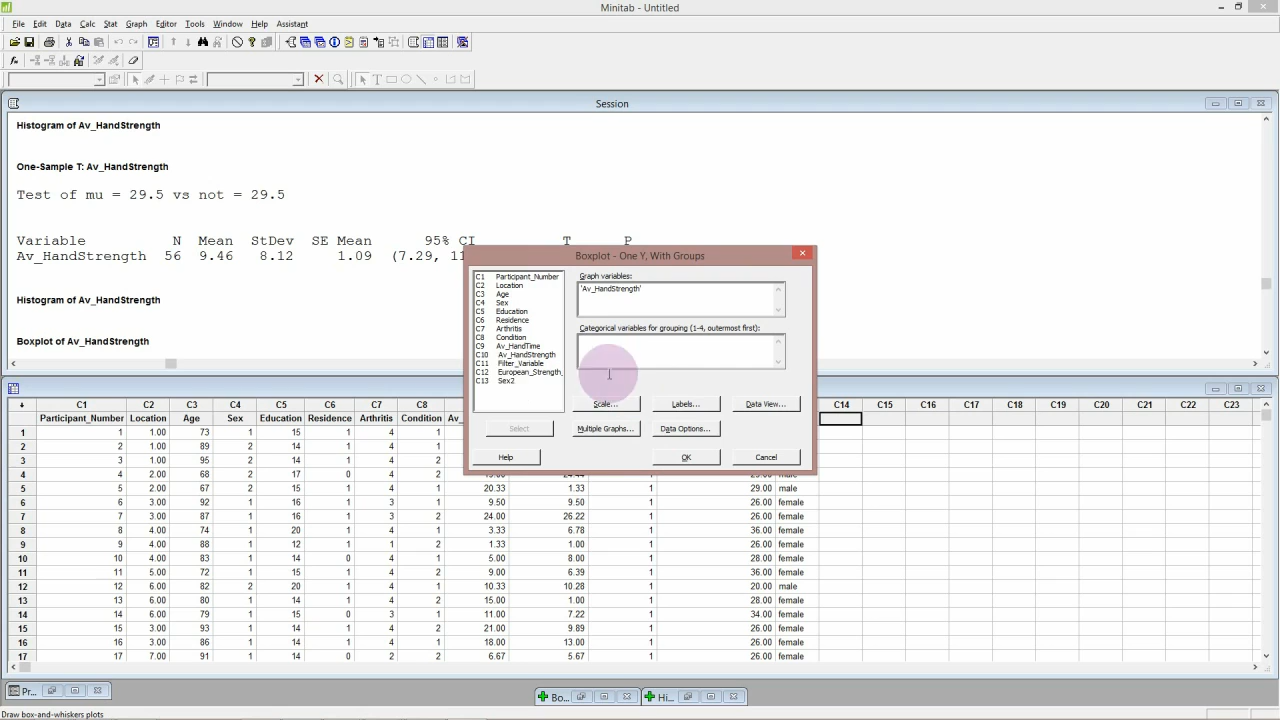 Minitab - Untitled
File Edit Data Calc Stat Graph Editor Tools Window Help Assistant
Session
Histogram of Av_HandStrength
One-Sample T: Av_HandStrength
Test of mu = 29.5 vs not = 29.5
Variable N Mean StDev SE Mean 95% CI T P
Av_HandStrength 56 9.46 8.12 1.09 (7.29, 11
Histogram of Av_HandStrength
Boxplot of Av_HandStrength
Boxplot - One Y, With Groups
C1 Participant_Number
C2 Location
C3 Age
C4 Sex
C5 Education
C6 Residence
C7 Arthritis
C8 Condition
C9 Av_HandTime
C10 Av_HandStrength
C11 Filter_Variable
C12 European_Strength_
C13 Sex2
Graph variables:
'Av_HandStrength'
Categorical variables for grouping (1-4, outermost first):
Scale... Labels... Data View...
Select Multiple Graphs... Data Options...
Help OK Cancel
C1 C2 C3 C4 C5 C6 C7 C8 C14 C15 C16 C17 C18 C19 C20 C21 C22 C23
Participant_Number Location Age Sex Education Residence Arthritis Condition Av_
1 1 1.00 73 1 15 1 4 1
2 2 1.00 89 2 14 1 4 1
3 3 1.00 95 2 14 1 4 2
4 4 2.00 68 2 17 0 4 2
5 5 2.00 67 2 15 1 4 1 20.33 1.33 1 29.00 male
6 6 3.00 92 1 16 1 3 1 9.50 9.50 1 26.00 female
7 7 3.00 87 1 16 1 3 2 24.00 26.22 1 26.00 female
8 8 4.00 74 1 20 1 4 1 3.33 6.78 1 36.00 female
9 9 4.00 88 1 12 1 1 2 1.33 1.00 1 26.00 female
10 10 4.00 83 1 14 0 4 2 5.00 8.00 1 28.00 female
11 11 5.00 72 1 15 1 4 2 9.00 6.39 1 36.00 female
12 12 6.00 82 2 20 1 4 1 10.33 10.28 1 20.00 male
13 13 6.00 80 1 14 1 4 2 15.00 1.00 1 28.00 female
14 14 6.00 79 1 15 0 3 1 11.00 7.22 1 34.00 female
15 15 3.00 93 1 14 1 4 2 21.00 9.89 1 26.00 female
16 16 3.00 86 1 14 1 4 2 18.00 13.00 1 26.00 female
17 17 7.00 91 1 14 0 2 2 6.67 5.67 1 26.00 female
Pr... Bo... Hi...
Draw box-and-whiskers plots